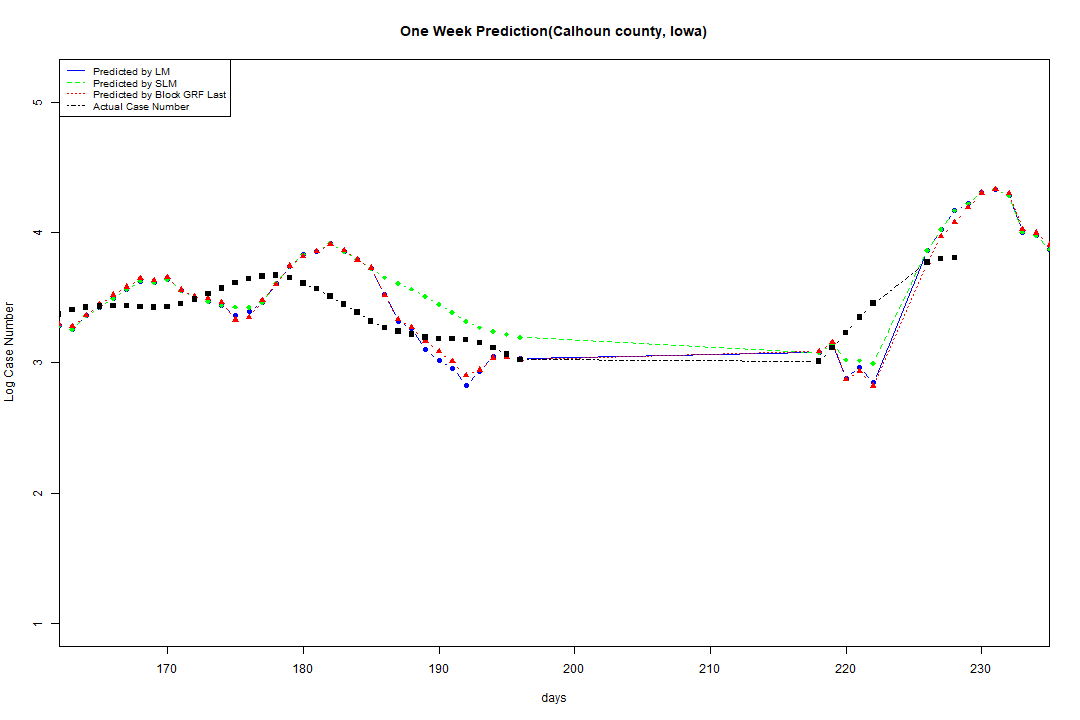 One Week Prediction(Calhoun county, Iowa)
Predicted by LM
Predicted by SLM
Predicted by Block GRF Last
Actual Case Number
5
4
3
2
1
Log Case Number
170 180 190 200 210 220 230
days